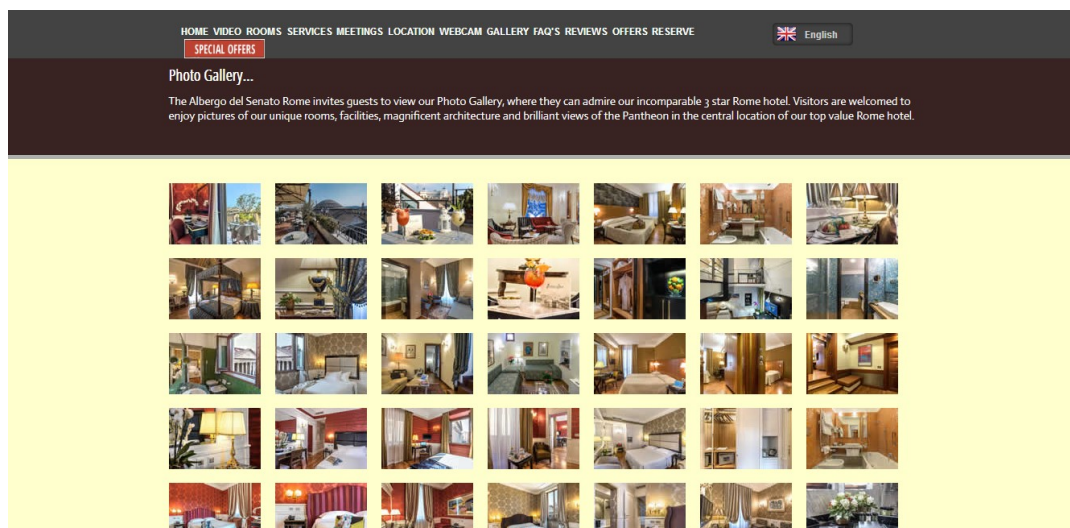 HOME VIDEO ROOMS SERVICES MEETINGS LOCATION WEBCAM GALLERY FAQ'S REVIEWS OFFERS RESERVE
English
SPECIAL OFFERS
Photo Gallery...
The Albergo del Senato Rome invites guests to view our Photo Gallery, where they can admire our incomparable 3 star Rome hotel. Visitors are welcomed to
enjoy pictures of our unique rooms, facilities, magnificent architecture and brilliant views of the Pantheon in the central location of our top value Rome hotel.